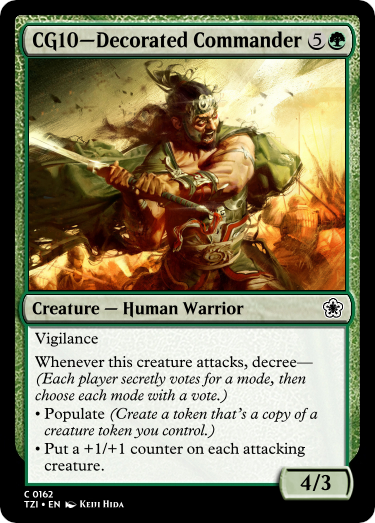 CG10—Decorated Commander 5
Creature — Human Warrior
Vigilance
Whenever this creature attacks, decree—
(Each player secretly votes for a mode, then
choose each mode with a vote.)
• Populate (Create a token that's a copy of a
creature token you control.)
• Put a +1/+1 counter on each attacking
creature.
4/3
C 0162
TZI • EN Keiji Hida